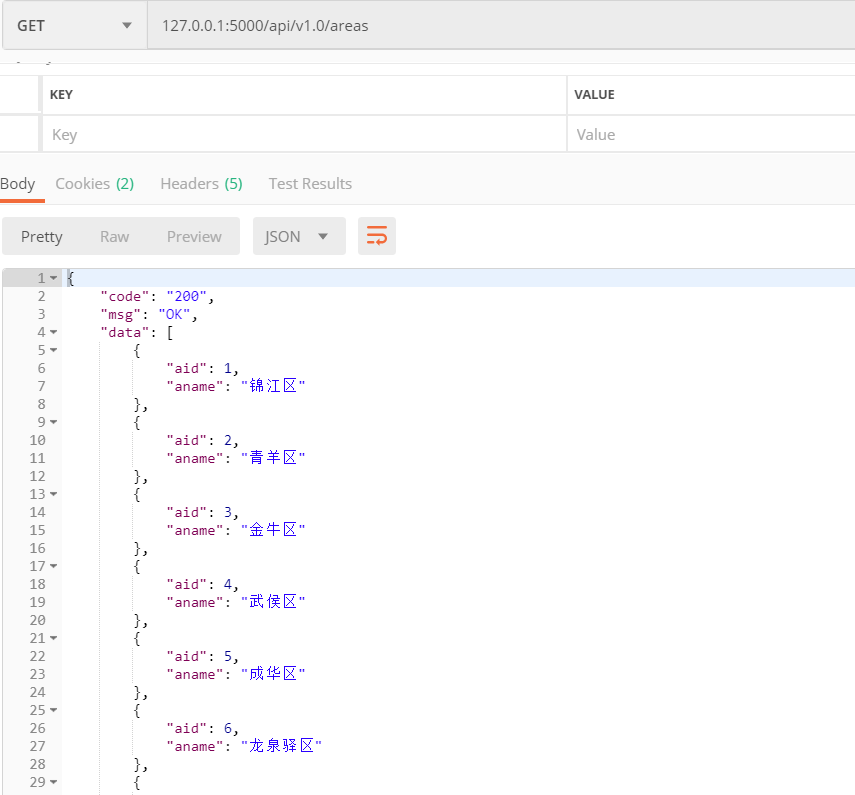 GET 127.0.0.1:5000/api/v1.0/areas
KEY VALUE
Key Value
Body Cookies (2) Headers (5) Test Results
Pretty Raw Preview JSON
1 {
2 "code": "200",
3 "msg": "OK",
4 "data": [
5 {
6 "aid": 1,
7 "aname": "锦江区"
8 },
9 {
10 "aid": 2,
11 "aname": "青羊区"
12 },
13 {
14 "aid": 3,
15 "aname": "金牛区"
16 },
17 {
18 "aid": 4,
19 "aname": "武侯区"
20 },
21 {
22 "aid": 5,
23 "aname": "成华区"
24 },
25 {
26 "aid": 6,
27 "aname": "龙泉驿区"
28 },
29 {